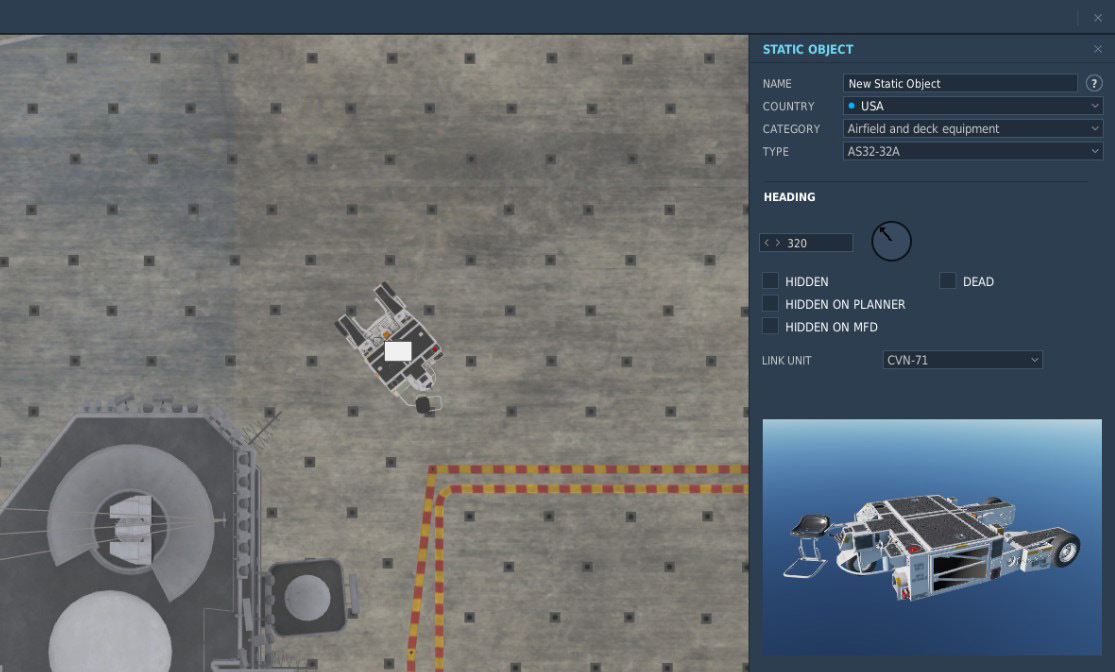 STATIC OBJECT
NAME New Static Object ?
COUNTRY USA
CATEGORY Airfield and deck equipment
TYPE AS32-32A
HEADING
320
HIDDEN DEAD
HIDDEN ON PLANNER
HIDDEN ON MFD
LINK UNIT CVN-71